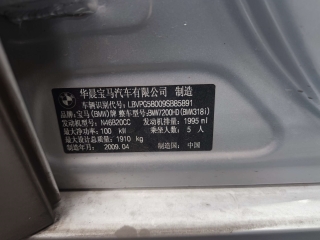 华晨宝马汽车有限公司 制造
车辆识别代号: LBVPG5B009SB85891
品牌: 宝马(BMW)牌 整车型号: BMW7200HD(BMW318i)
发动机型号: N46B20CC 发动机排量: 1995 ml
最大净功率: 100 kW 乘坐人数: 5 人
最大设计总质量: 1910 kg
制造年月: 2009.04 制造国: 中国